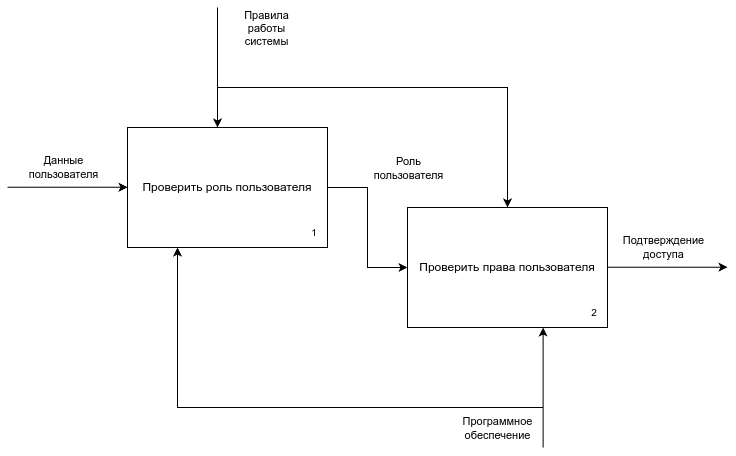 Правила
работы
системы
Данные
пользователя
Проверить роль пользователя
1
Роль
пользователя
Проверить права пользователя
2
Подтверждение
доступа
Программное
обеспечение